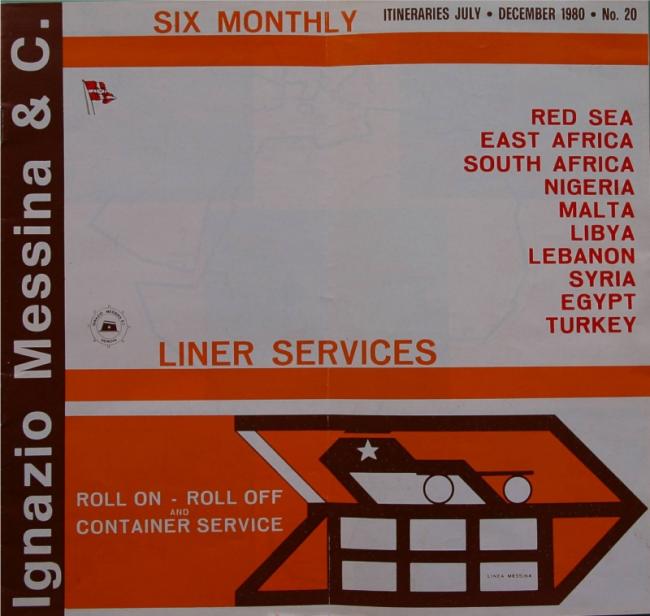 Ignazio Messina & C.
SIX MONTHLY
ITINERARIES JULY • DECEMBER 1980 • No. 20
RED SEA
EAST AFRICA
SOUTH AFRICA
NIGERIA
MALTA
LIBYA
LEBANON
SYRIA
EGYPT
TURKEY
LINER SERVICES
ROLL ON - ROLL OFF
AND
CONTAINER SERVICE
LINEA MESSINA